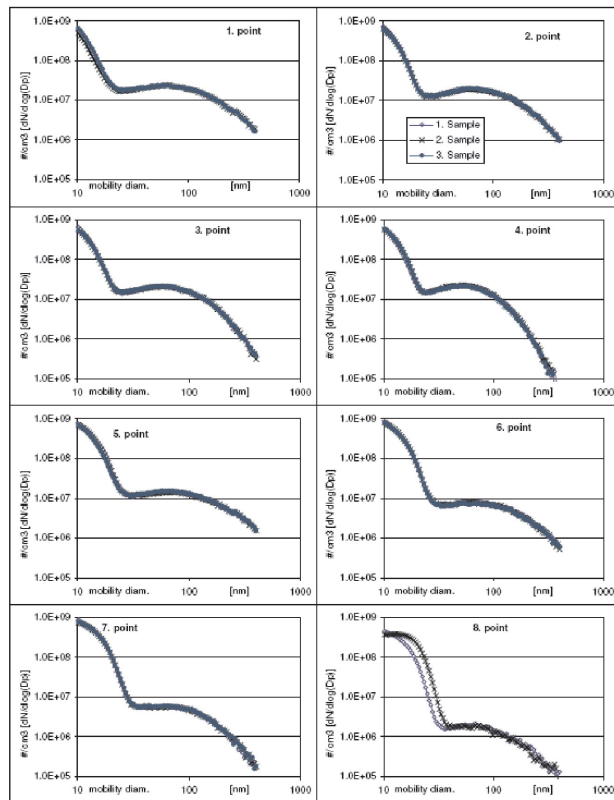 #/cm3 [dN/dlog(Dp)]
1.0E+09
1.0E+08
1.0E+07
1.0E+06
1.0E+05
1. point
10 mobility diam. 100 [nm] 1000
#/cm3 [dN/dlog(Dp)]
1.0E+09
1.0E+08
1.0E+07
1.0E+06
1.0E+05
2. point
1. Sample
2. Sample
3. Sample
10 mobility diam. 100 [nm] 1000
#/cm3 [dN/dlog(Dp)]
1.0E+09
1.0E+08
1.0E+07
1.0E+06
1.0E+05
3. point
10 mobility diam. 100 [nm] 1000
#/cm3 [dN/dlog(Dp)]
1.0E+09
1.0E+08
1.0E+07
1.0E+06
1.0E+05
4. point
10 mobility diam. 100 [nm] 1000
#/cm3 [dN/dlog(Dp)]
1.0E+09
1.0E+08
1.0E+07
1.0E+06
1.0E+05
5. point
10 mobility diam. 100 [nm] 1000
#/cm3 [dN/dlog(Dp)]
1.0E+09
1.0E+08
1.0E+07
1.0E+06
1.0E+05
6. point
10 mobility diam. 100 [nm] 1000
#/cm3 [dN/dlog(Dp)]
1.0E+09
1.0E+08
1.0E+07
1.0E+06
1.0E+05
7. point
10 mobility diam. 100 [nm] 1000
#/cm3 [dN/dlog(Dp)]
1.0E+09
1.0E+08
1.0E+07
1.0E+06
1.0E+05
8. point
10 mobility diam. 100 [nm] 1000